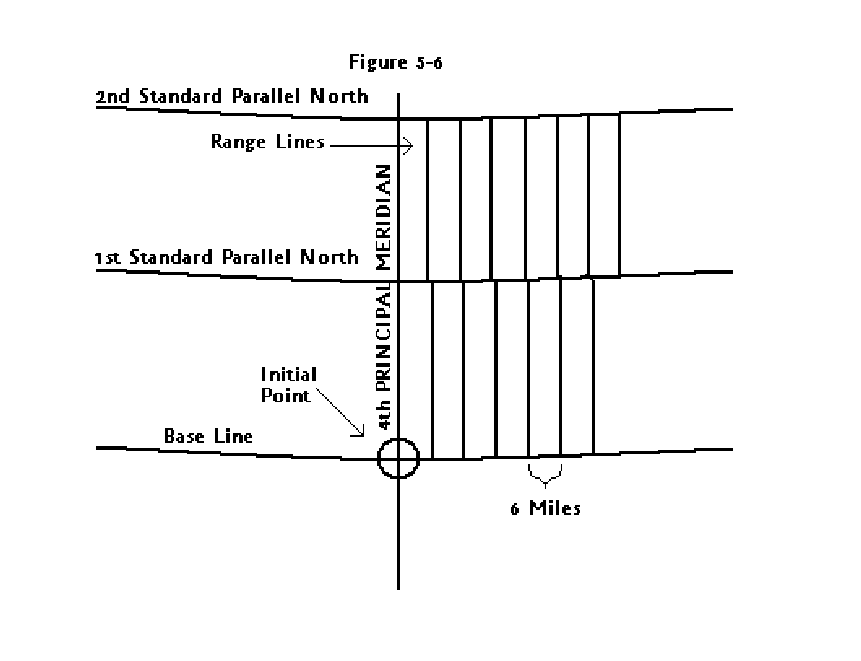 Figure 5-6
2nd Standard Parallel North
Range Lines
4th PRINCIPAL MERIDIAN
1st Standard Parallel North
Initial
Point
Base Line
6 Miles